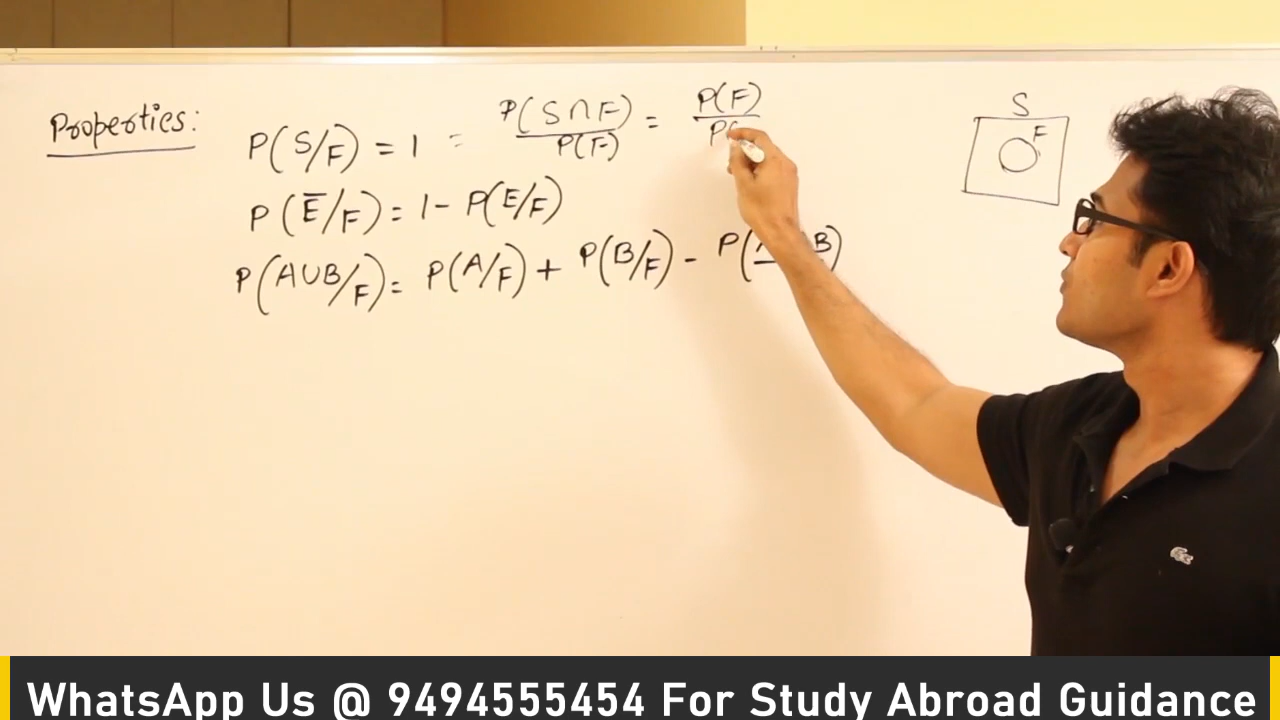 Properties:
P(S/F) = 1 = P(S∩F)/P(F) = P(F)/P(
P(E̅/F) = 1 - P(E/F)
P(A∪B/F) = P(A/F) + P(B/F) - P( B)
S
F
WhatsApp Us @ 9494555454 For Study Abroad Guidance